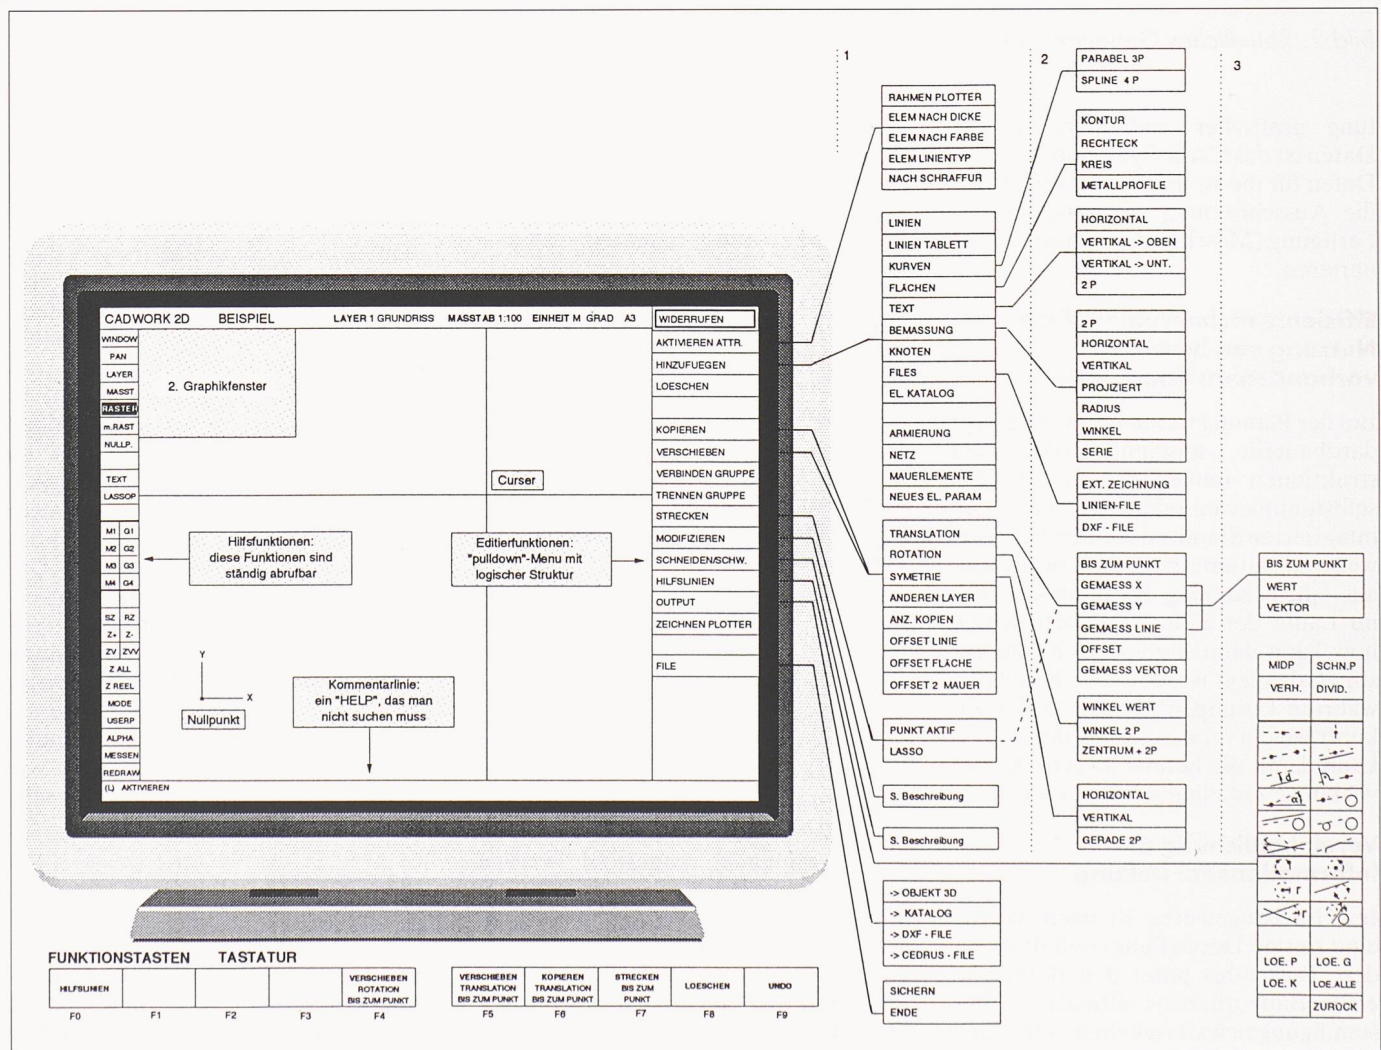 1
2
3
RAHMEN PLOTTER
ELEM NACH DICKE
ELEM NACH FARBE
ELEM LINIENTYP
NACH SCHRAFFUR
LINIEN
LINIEN TABLETT
KURVEN
FLÄCHEN
TEXT
BEMASSUNG
KNOTEN
FILES
EL. KATALOG
ARMIERUNG
NETZ
MAUERLEMENTE
NEUES EL. PARAM
TRANSLATION
ROTATION
SYMETRIE
ANDEREN LAYER
ANZ. KOPIEN
OFFSET LINIE
OFFSET FLÄCHE
OFFSET 2 MAUER
PUNKT AKTIF
LASSO
S. Beschreibung
S. Beschreibung
-> OBJEKT 3D
-> KATALOG
-> DXF - FILE
-> CEDRUS - FILE
SICHERN
ENDE
PARABEL 3P
SPLINE 4 P
KONTUR
RECHTECK
KREIS
METALLPROFILE
HORIZONTAL
VERTIKAL -> OBEN
VERTIKAL -> UNT.
2 P
2 P
HORIZONTAL
VERTIKAL
PROJIZIERT
RADIUS
WINKEL
SERIE
EXT. ZEICHNUNG
LINIEN-FILE
DXF - FILE
BIS ZUM PUNKT
GEMAESS X
GEMAESS Y
GEMAESS LINIE
OFFSET
GEMAESS VEKTOR
WINKEL WERT
WINKEL 2 P
ZENTRUM + 2P
HORIZONTAL
VERTIKAL
GERADE 2P
BIS ZUM PUNKT
WERT
VEKTOR
MIDP SCHN.P
VERH. DIVID.
d
a
r
r
LOE. P LOE. G
LOE. K LOE.ALLE
ZURÜCK
CADWORK 2D BEISPIEL LAYER 1 GRUNDRISS MASSTAB 1:100 EINHEIT M GRAD A3
WIDERRUFEN
AKTIVIEREN ATTR.
HINZUFUEGEN
LOESCHEN
KOPIEREN
VERSCHIEBEN
VERBINDEN GRUPPE
TRENNEN GRUPPE
STRECKEN
MODIFIZIEREN
SCHNEIDEN/SCHW.
HILFSLINIEN
OUTPUT
ZEICHNEN PLOTTER
FILE
WINDOW
PAN
LAYER
MASST
RASTER
m.RAST
NULLP.
TEXT
LASSOP
M1 G1
M2 G2
M3 G3
M4 G4
SZ RZ
Z+ Z-
ZV ZVV
Z ALL
Z REEL
MODE
USERP
ALPHA
MESSEN
REDRAW
(L) AKTIVIEREN
2. Graphikfenster
Curser
Hilfsfunktionen:
diese Funktionen sind
ständig abrufbar
Editierfunktionen:
"pulldown"-Menu mit
logischer Struktur
Y
X
Nullpunkt
Kommentarlinie:
ein "HELP", das man
nicht suchen muss
FUNKTIONSTASTEN TASTATUR
HILFSLINIEN
VERSCHIEBEN
ROTATION
BIS ZUM PUNKT
VERSCHIEBEN
TRANSLATION
BIS ZUM PUNKT
KOPIEREN
TRANSLATION
BIS ZUM PUNKT
STRECKEN
BIS ZUM
PUNKT
LOESCHEN
UNDO
F0 F1 F2 F3 F4 F5 F6 F7 F8 F9